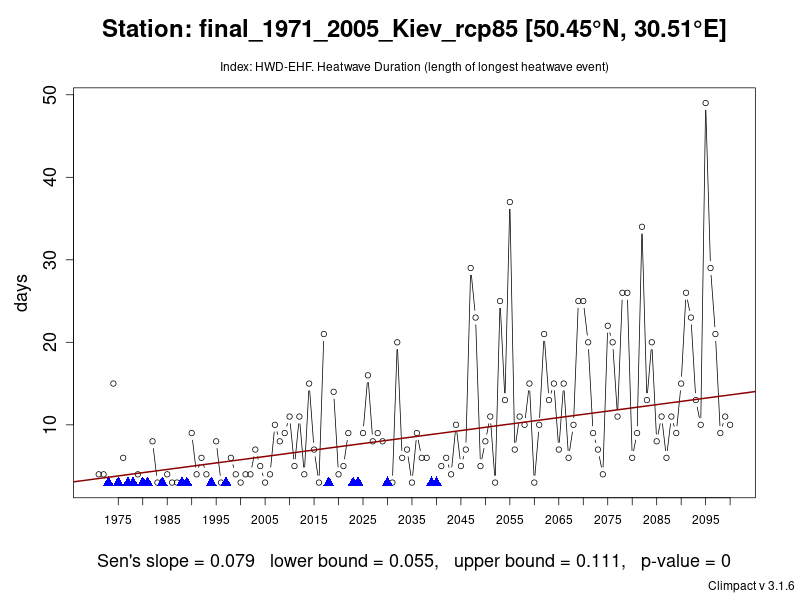 Station: final_1971_2005_Kiev_rcp85 [50.45°N, 30.51°E]
Index: HWD-EHF. Heatwave Duration (length of longest heatwave event)
50
40
30
20
10
days
1975 1985 1995 2005 2015 2025 2035 2045 2055 2065 2075 2085 2095
Sen's slope = 0.079 lower bound = 0.055, upper bound = 0.111, p-value = 0
Climpact v 3.1.6